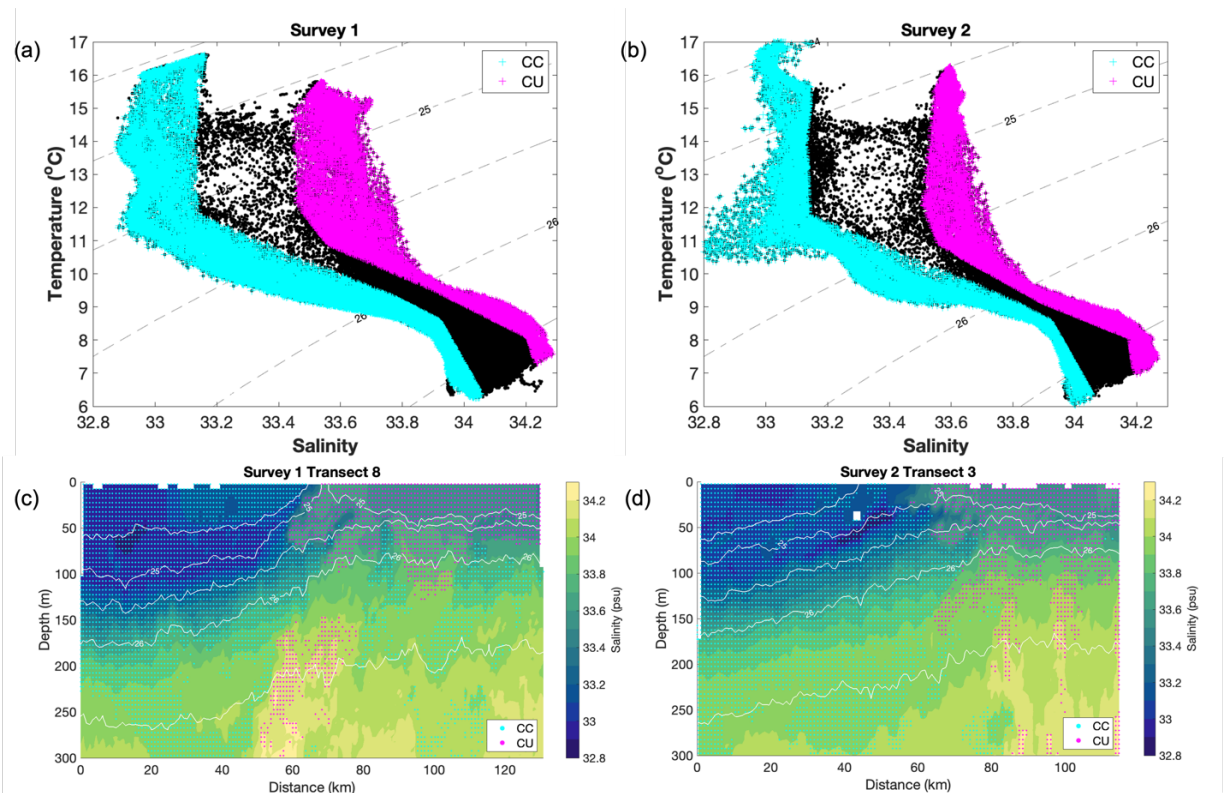 (a)
Survey 1
CC
CU
17
16
15
14
13
12
11
10
9
8
7
6
Temperature (°C)
25
26
26
32.8 33 33.2 33.4 33.6 33.8 34 34.2
Salinity
(b)
Survey 2
CC
CU
17
16
15
14
13
12
11
10
9
8
7
6
Temperature (°C)
24
25
26
26
32.8 33 33.2 33.4 33.6 33.8 34 34.2
Salinity
(c)
Survey 1 Transect 8
0
50
100
150
200
250
300
Depth (m)
25
25
25
26
26
26
CC
CU
0 20 40 60 80 100 120
Distance (km)
34.2
34
33.8
33.6
33.4
33.2
33
32.8
Salinity (psu)
(d)
Survey 2 Transect 3
0
50
100
150
200
250
300
Depth (m)
25
25
25
26
26
CC
CU
0 20 40 60 80 100
Distance (km)
34.2
34
33.8
33.6
33.4
33.2
33
32.8
Salinity (psu)